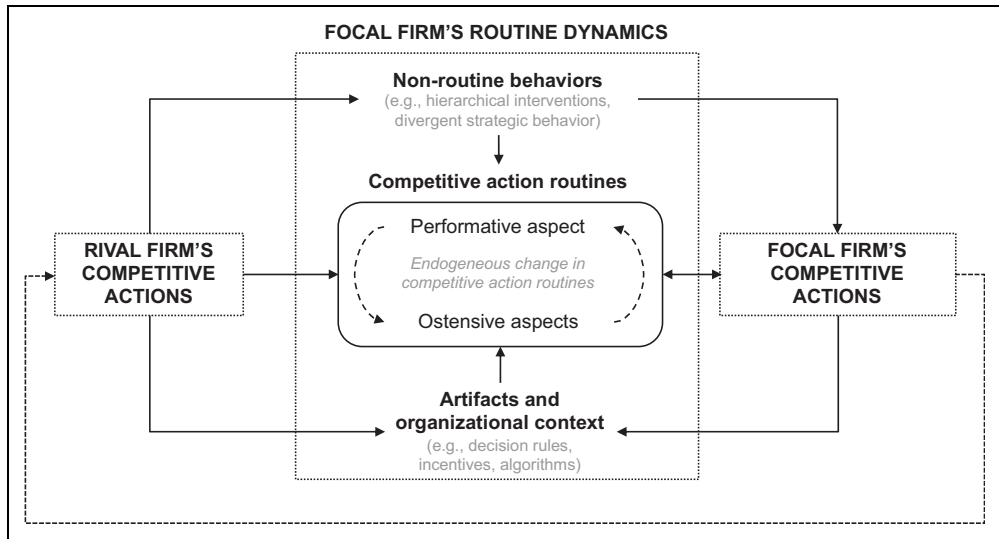 FOCAL FIRM'S ROUTINE DYNAMICS
Non-routine behaviors
(e.g., hierarchical interventions,
divergent strategic behavior)
Competitive action routines
Performative aspect
Endogeneous change in
competitive action routines
Ostensive aspects
RIVAL FIRM'S
COMPETITIVE
ACTIONS
FOCAL FIRM'S
COMPETITIVE
ACTIONS
Artifacts and
organizational context
(e.g., decision rules,
incentives, algorithms)